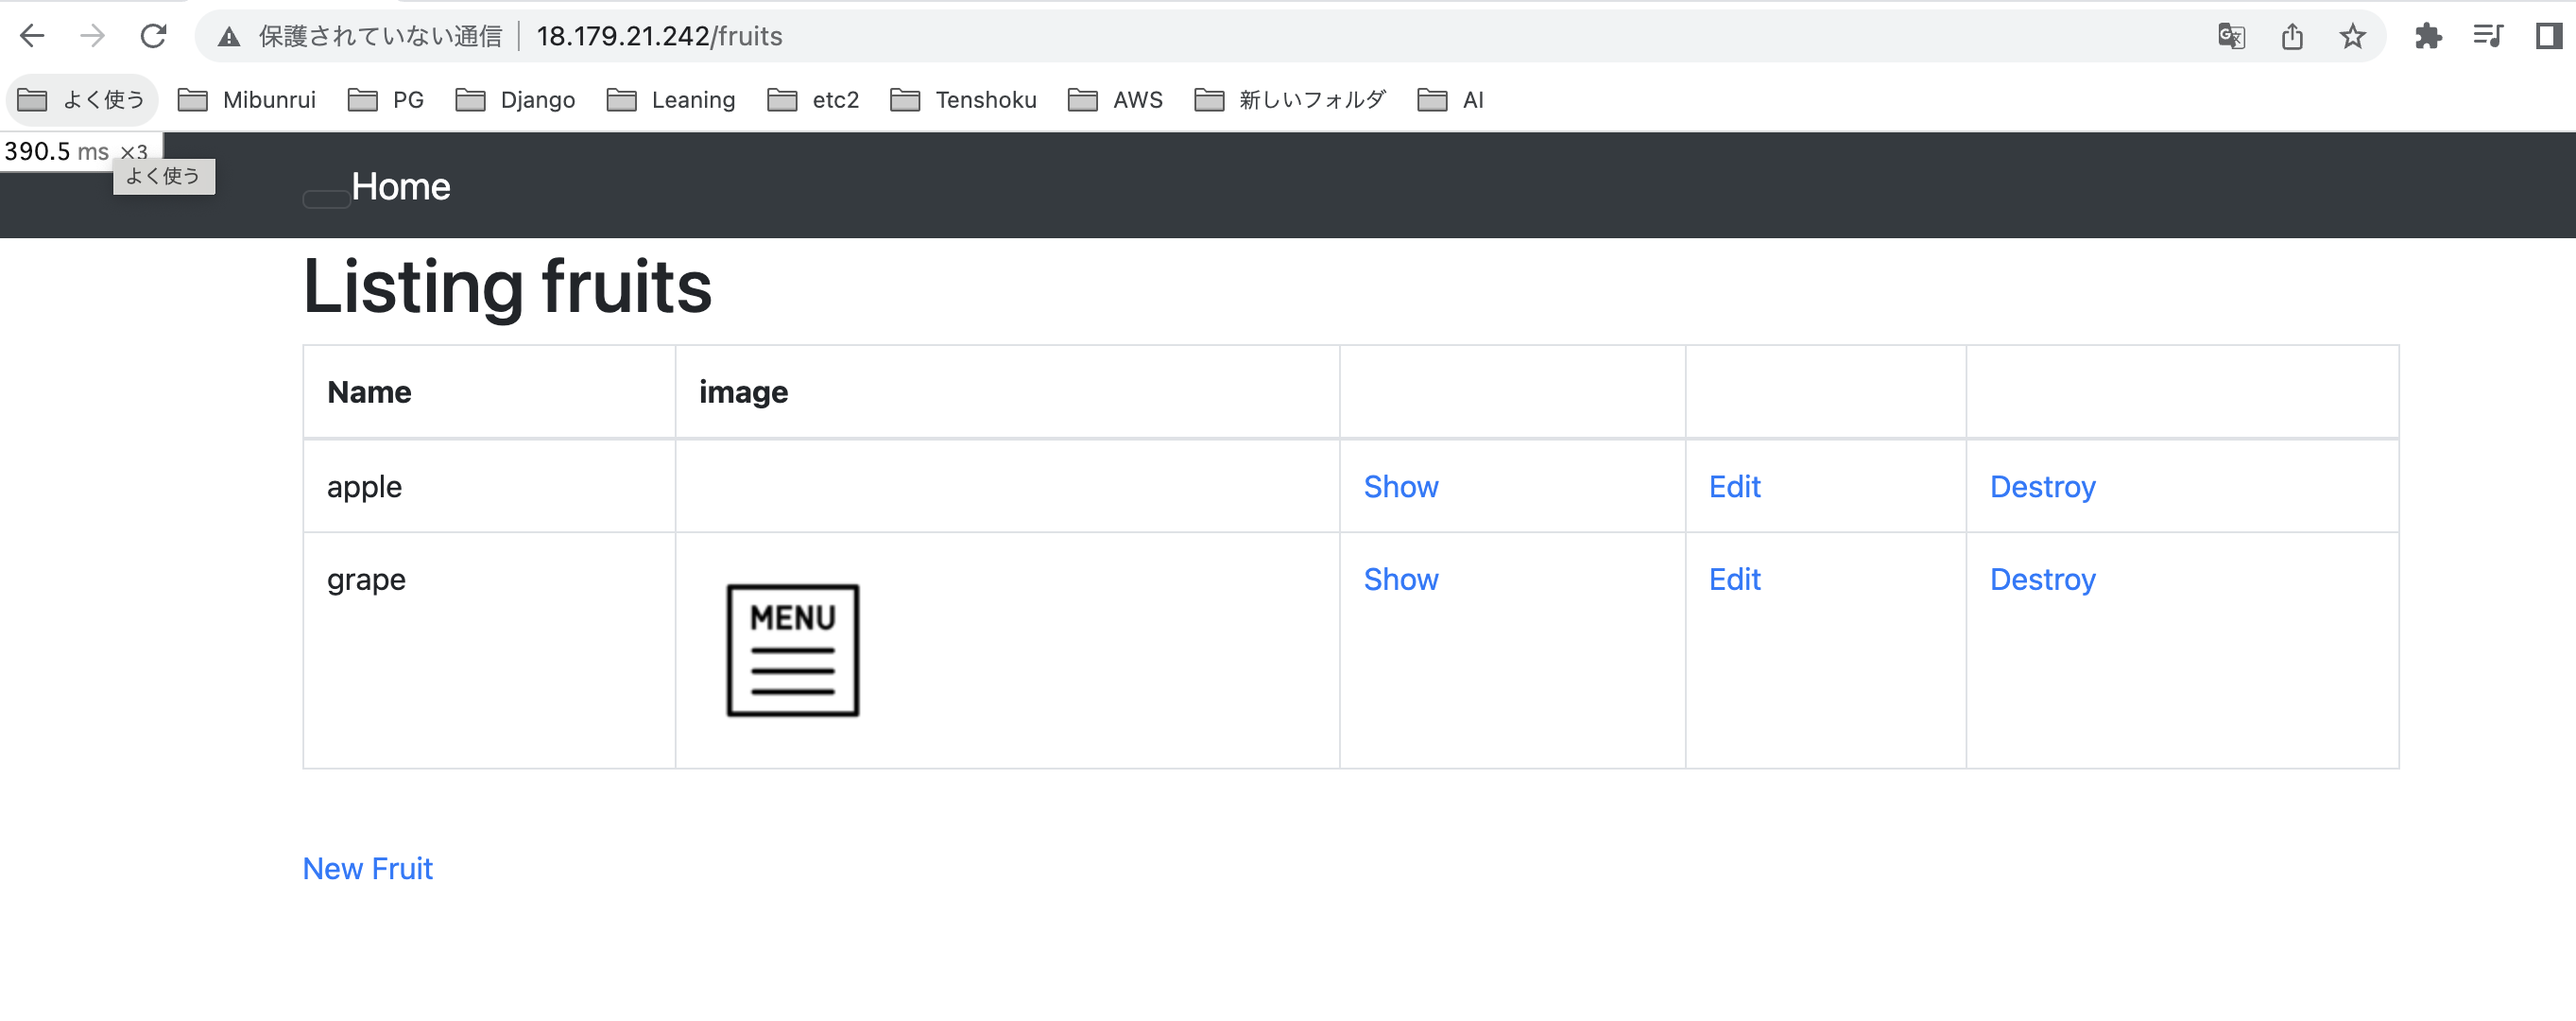 保護されていない通信 18.179.21.242/fruits
よく使う Mibunrui PG Django Leaning etc2 Tenshoku AWS 新しいフォルダ AI
390.5 ms ×3
よく使う
Home
Listing fruits
Name image
apple Show Edit Destroy
grape Show Edit Destroy
MENU
New Fruit